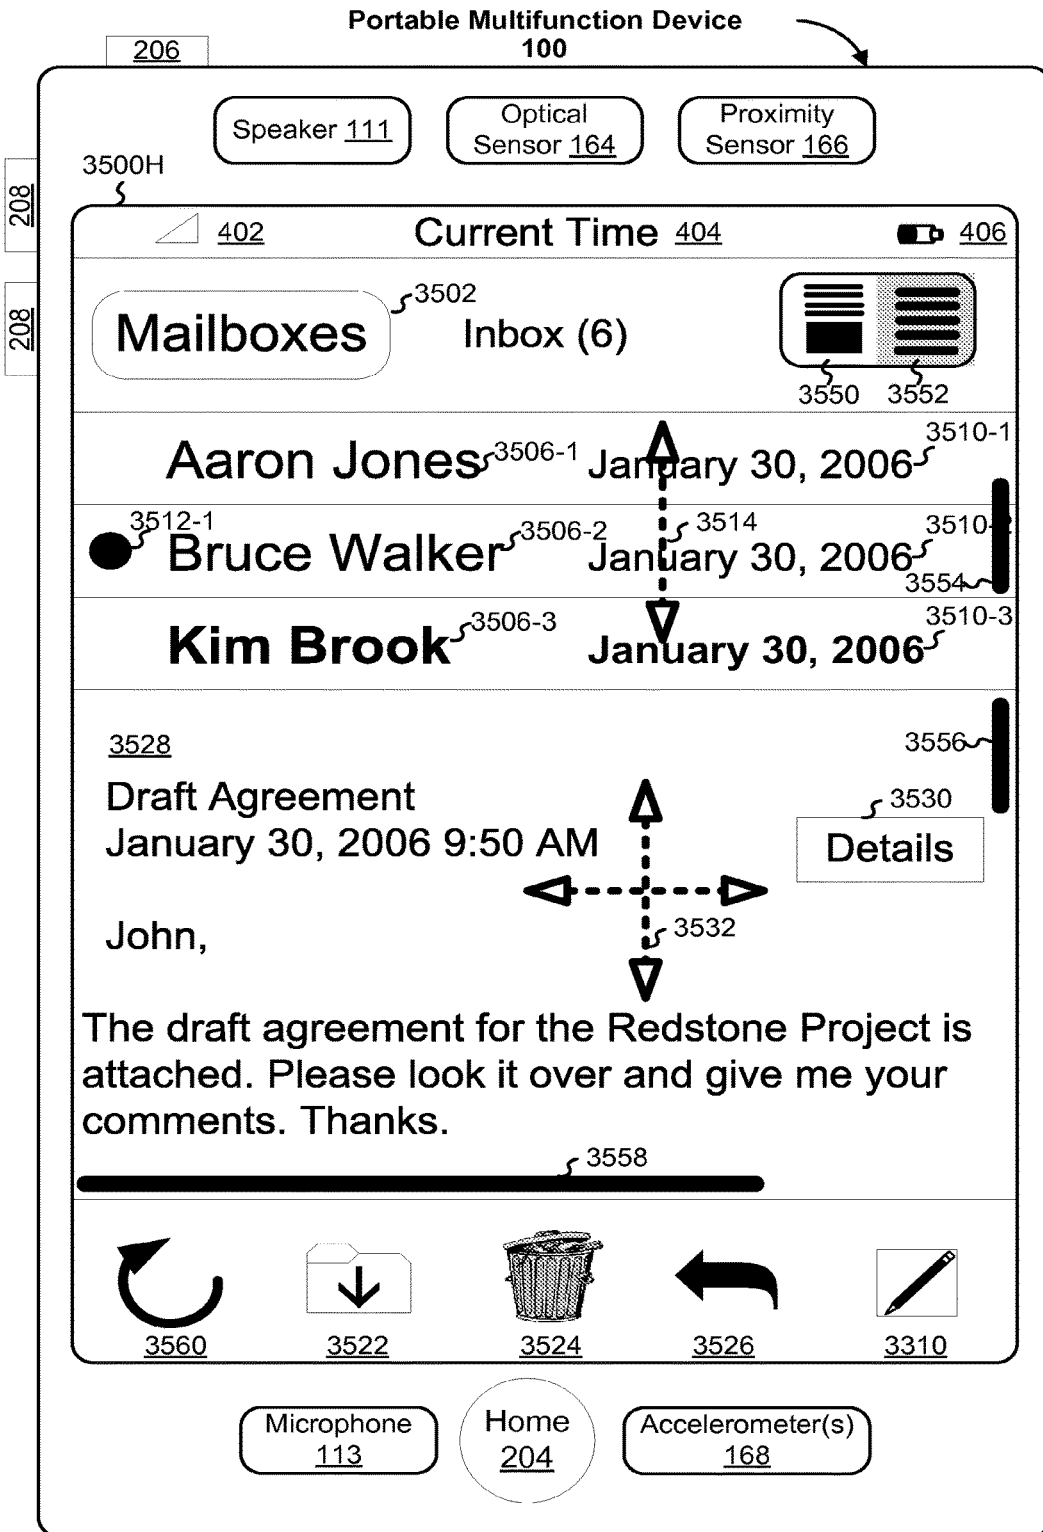 Portable Multifunction Device
100
206
Speaker 111
Optical
Sensor 164
Proximity
Sensor 166
3500H
208
208
402
Current Time 404
406
Mailboxes
3502
Inbox (6)
3550
3552
Aaron Jones
3506-1
January 30, 2006
3510-1
3512-1
Bruce Walker
3506-2
3514
January 30, 2006
3510-2
3554
Kim Brook
3506-3
January 30, 2006
3510-3
3528
3556
Draft Agreement
3530
January 30, 2006 9:50 AM
Details
John,
3532
The draft agreement for the Redstone Project is
attached. Please look it over and give me your
comments. Thanks.
3558
3560
3522
3524
3526
3310
Microphone
113
Home
204
Accelerometer(s)
168